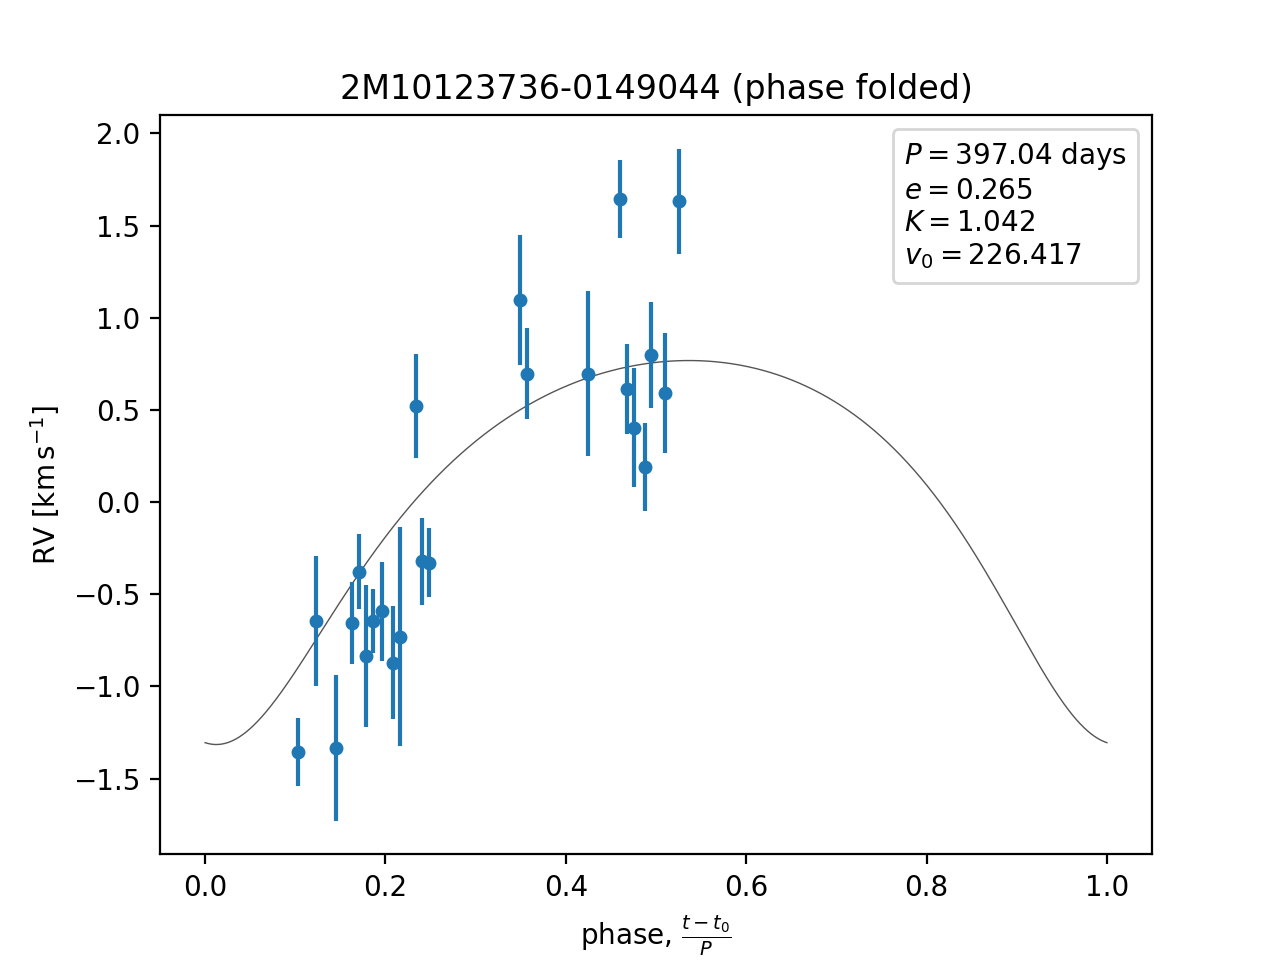 2M10123736-0149044 (phase folded)
P = 397.04 days
e = 0.265
K = 1.042
v₀ = 226.417
2.0
1.5
1.0
0.5
0.0
−0.5
−1.0
−1.5
RV [km s⁻¹]
0.0 0.2 0.4 0.6 0.8 1.0
phase, (t − t₀)/P